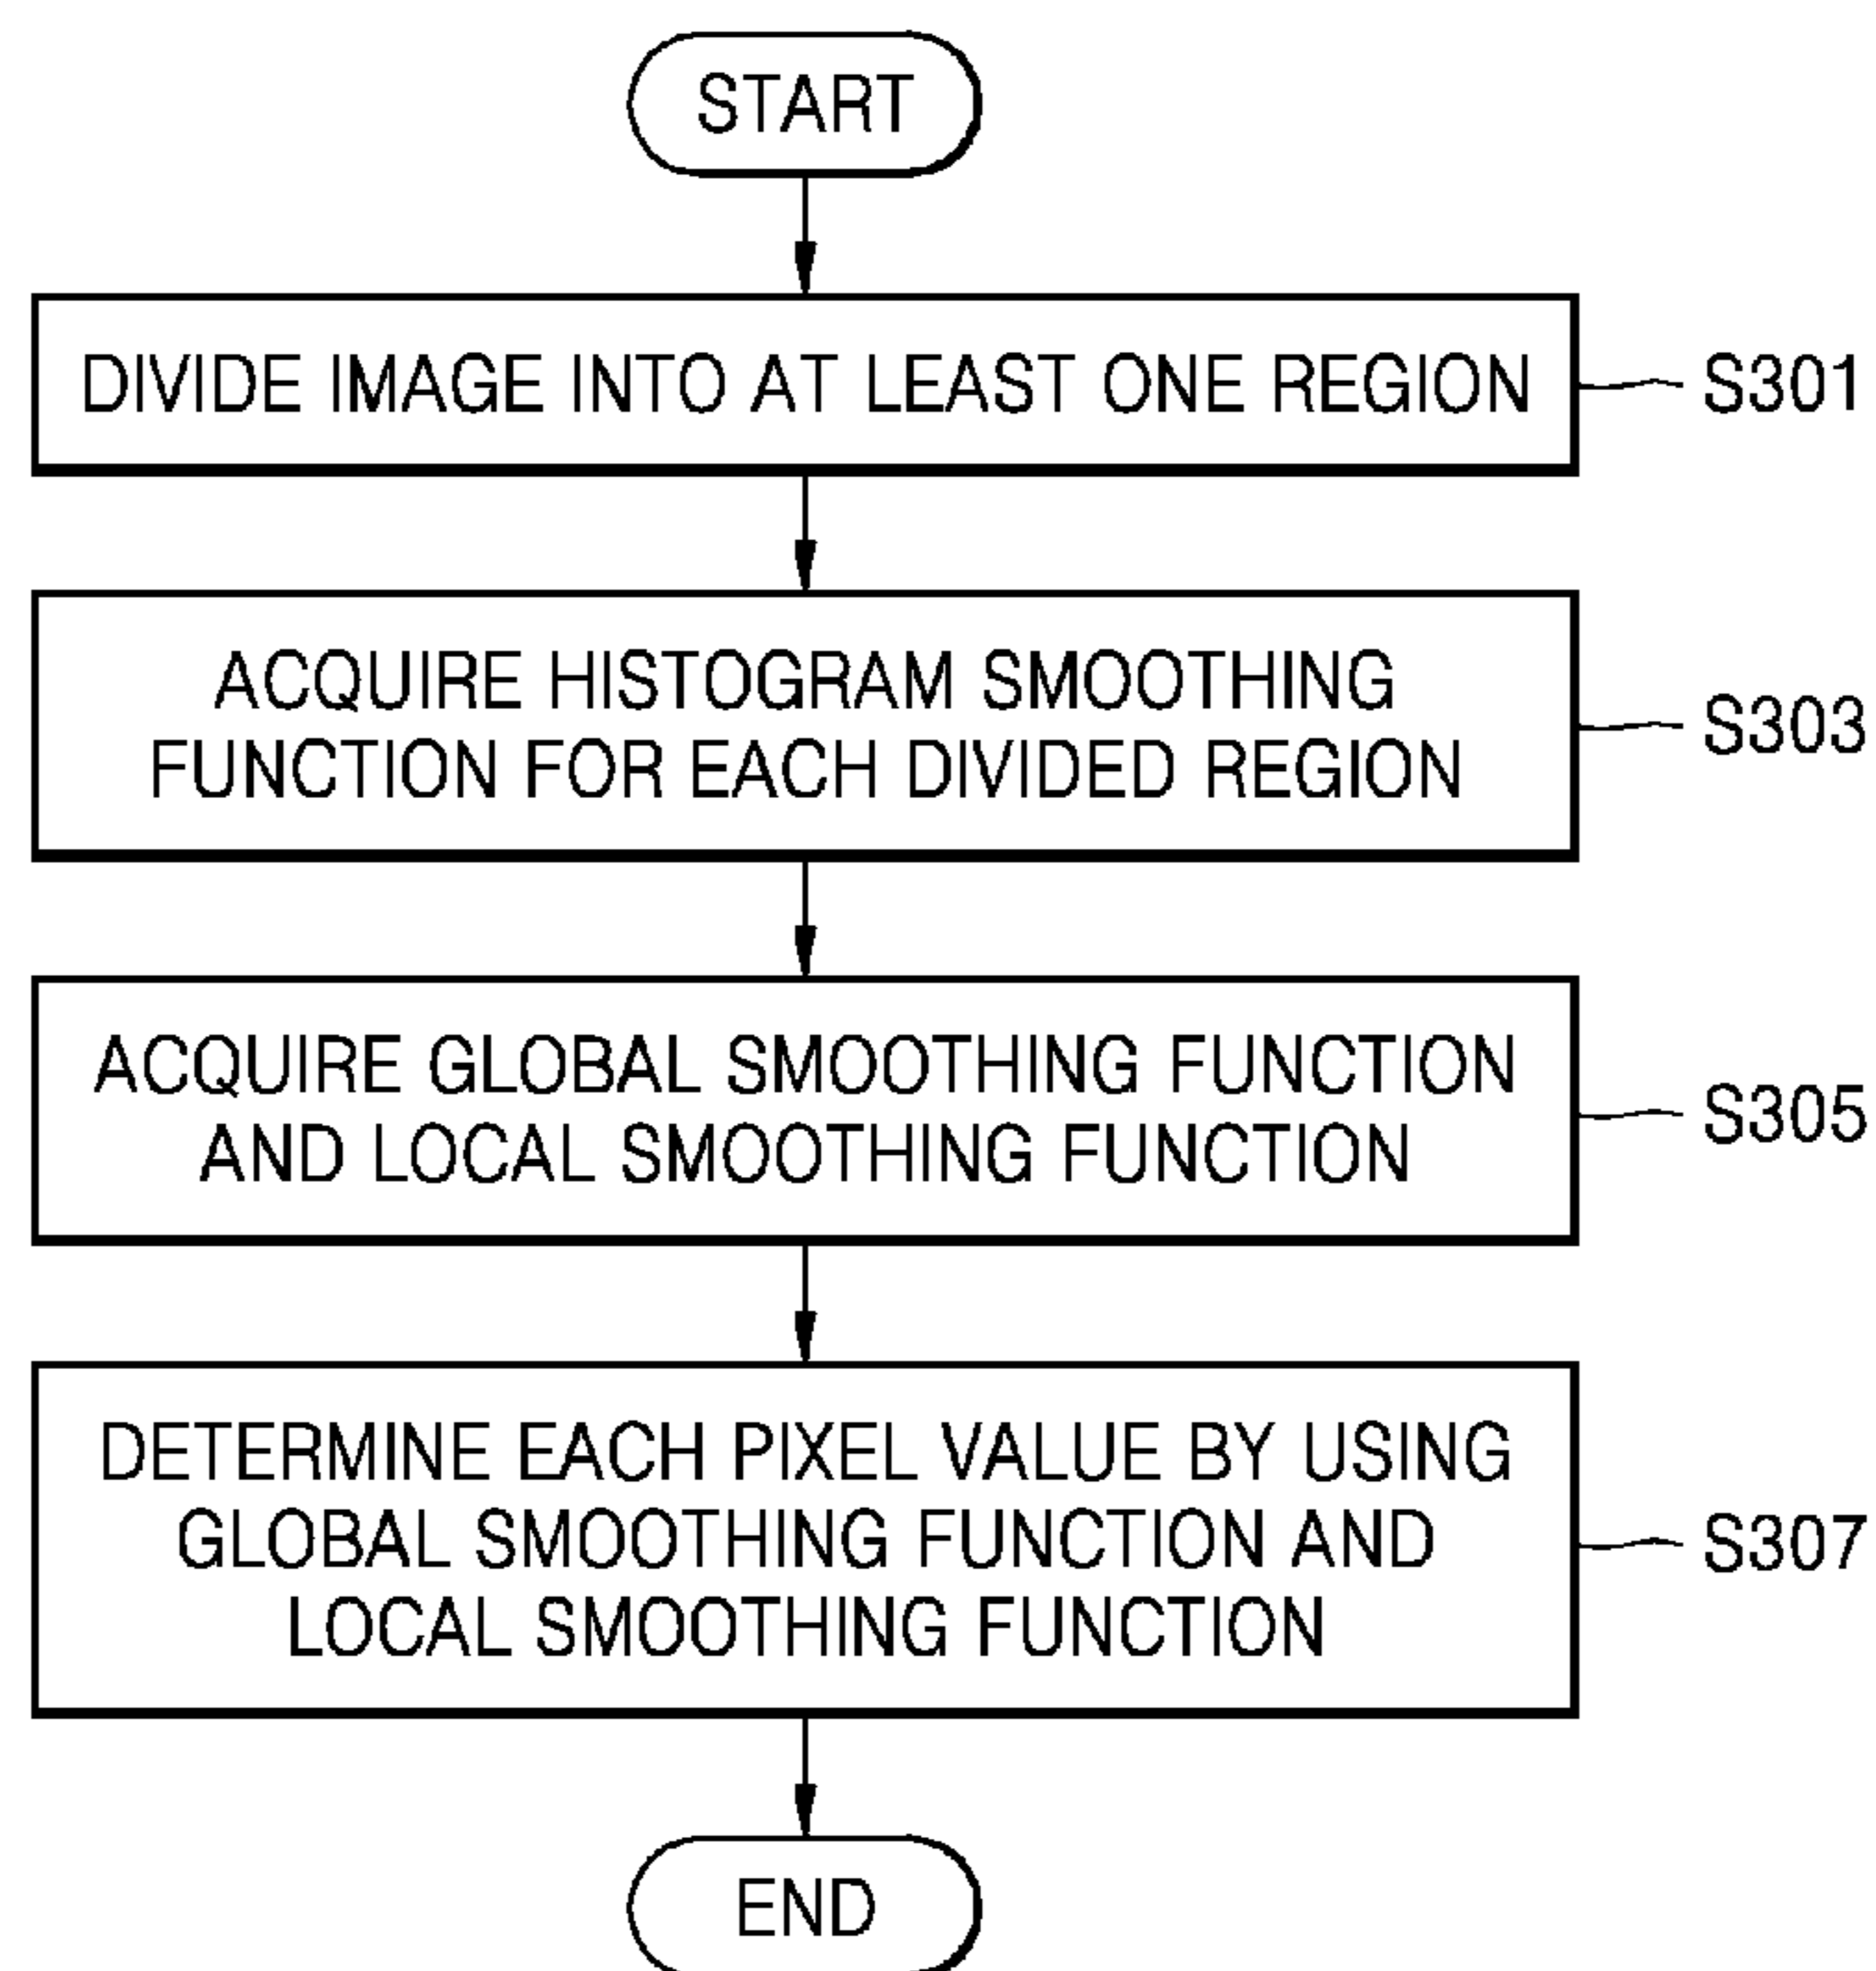 START
DIVIDE IMAGE INTO AT LEAST ONE REGION
S301
ACQUIRE HISTOGRAM SMOOTHING
FUNCTION FOR EACH DIVIDED REGION
S303
ACQUIRE GLOBAL SMOOTHING FUNCTION
AND LOCAL SMOOTHING FUNCTION
S305
DETERMINE EACH PIXEL VALUE BY USING
GLOBAL SMOOTHING FUNCTION AND
LOCAL SMOOTHING FUNCTION
S307
END